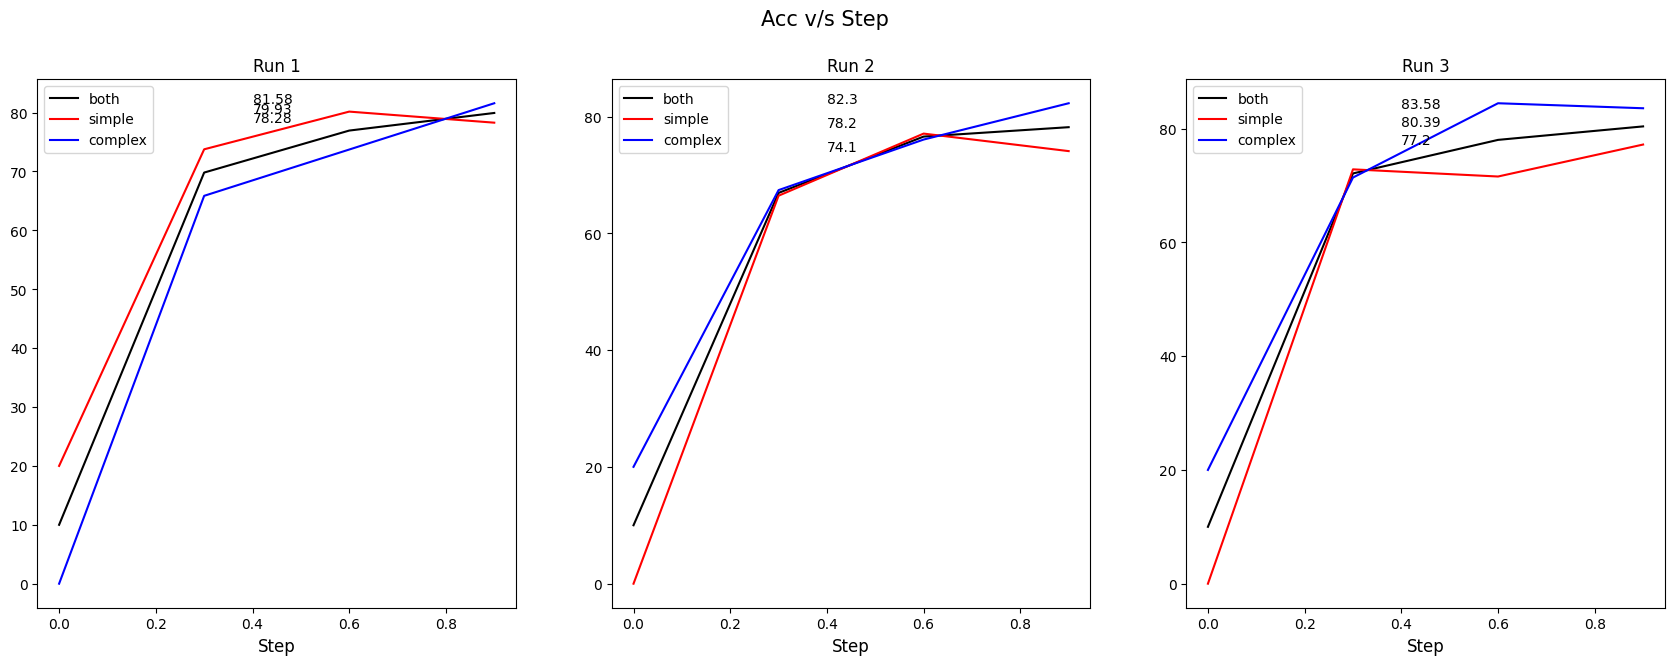 Acc v/s Step
Run 1
both
simple
complex
81.58
79.93
78.28
80
70
60
50
40
30
20
10
0
0.0 0.2 0.4 0.6 0.8
Step
Run 2
both
simple
complex
82.3
78.2
74.1
80
60
40
20
0
0.0 0.2 0.4 0.6 0.8
Step
Run 3
both
simple
complex
83.58
80.39
77.2
80
60
40
20
0
0.0 0.2 0.4 0.6 0.8
Step